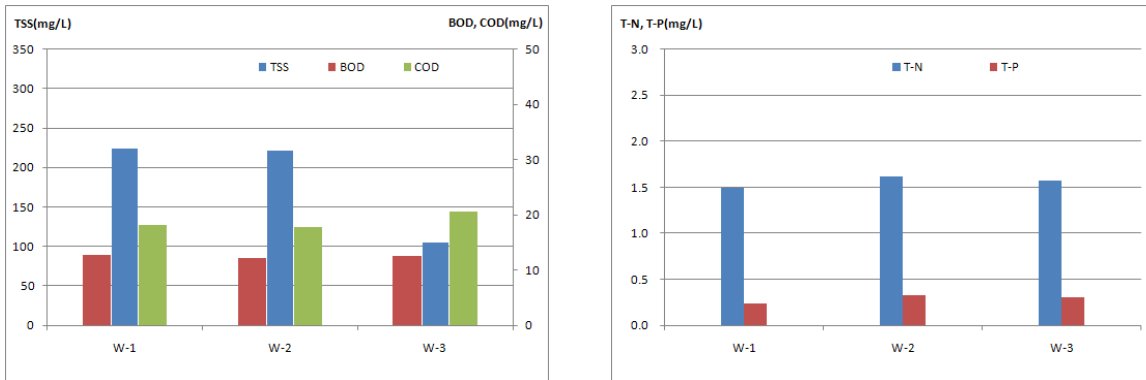 TSS(mg/L)
BOD, COD(mg/L)
TSS
BOD
COD
350
300
250
200
150
100
50
0
50
40
30
20
10
0
W-1
W-2
W-3
T-N, T-P(mg/L)
T-N
T-P
3.0
2.5
2.0
1.5
1.0
0.5
0.0
W-1
W-2
W-3